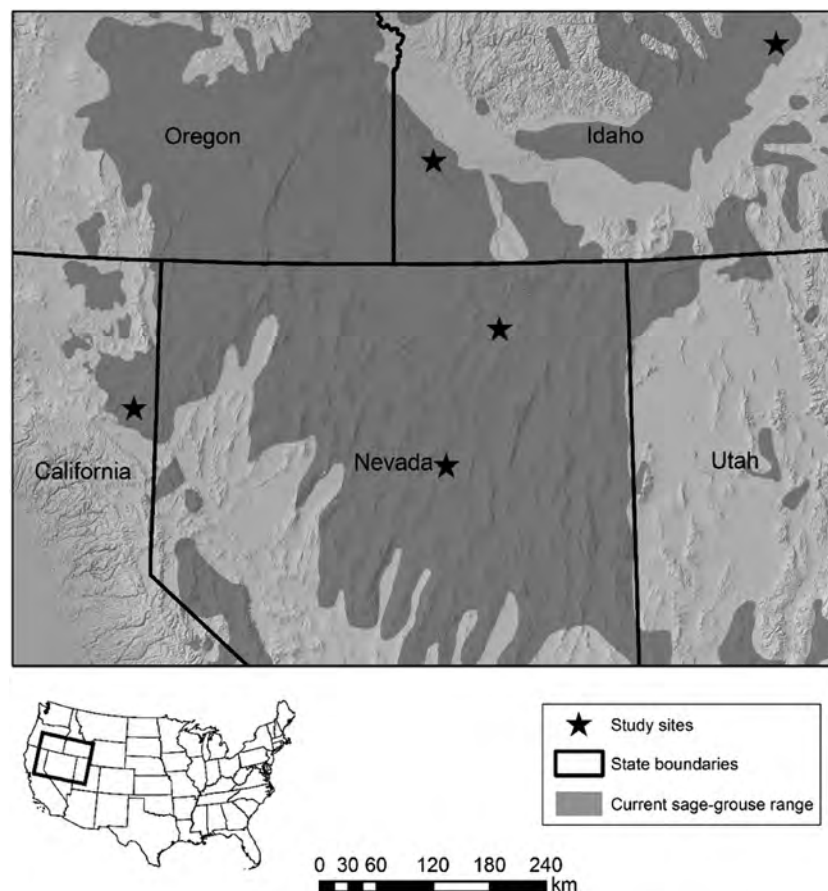 Oregon
Idaho
California
Nevada
Utah
Study sites
State boundaries
Current sage-grouse range
0 30 60 120 180 240
km